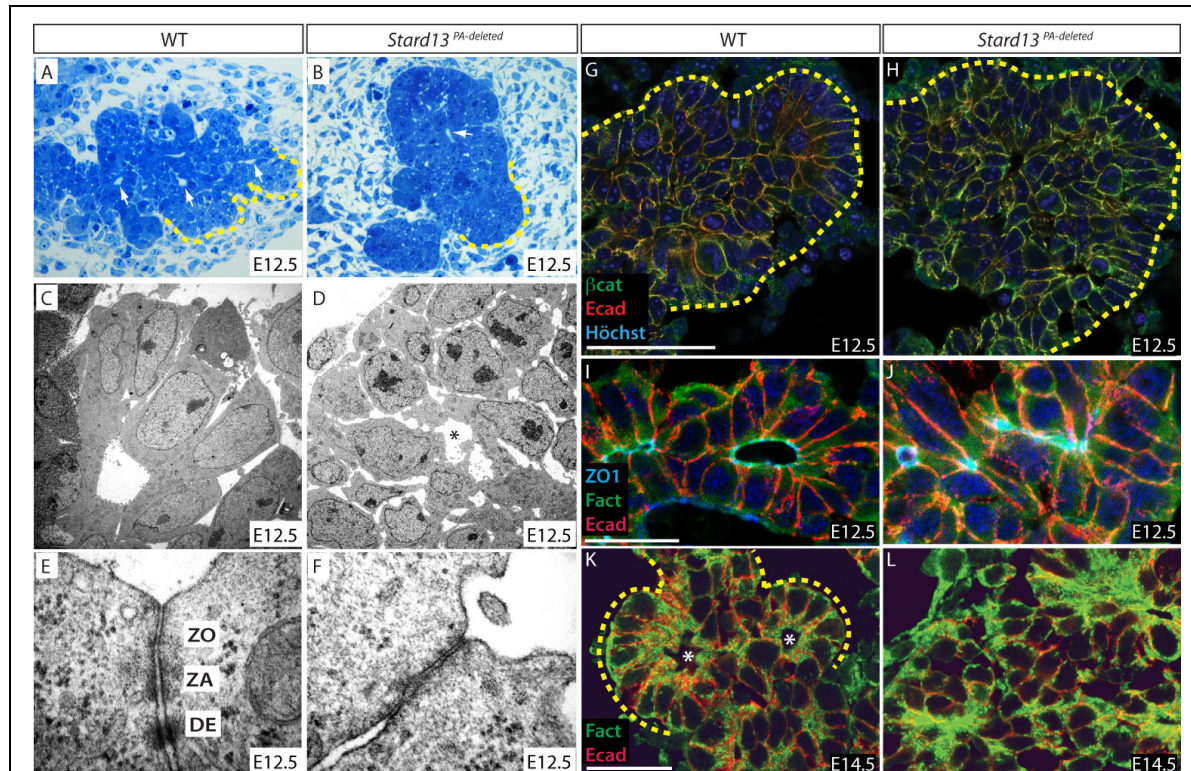 WT
Stard13 PA-deleted
WT
Stard13 PA-deleted
A
E12.5
B
E12.5
G
βcat
Ecad
Höchst
E12.5
H
E12.5
C
E12.5
D
*
E12.5
I
ZO1
Fact
Ecad
E12.5
J
E12.5
E
ZO
ZA
DE
E12.5
F
E12.5
K
* *
Fact
Ecad
E14.5
L
E14.5